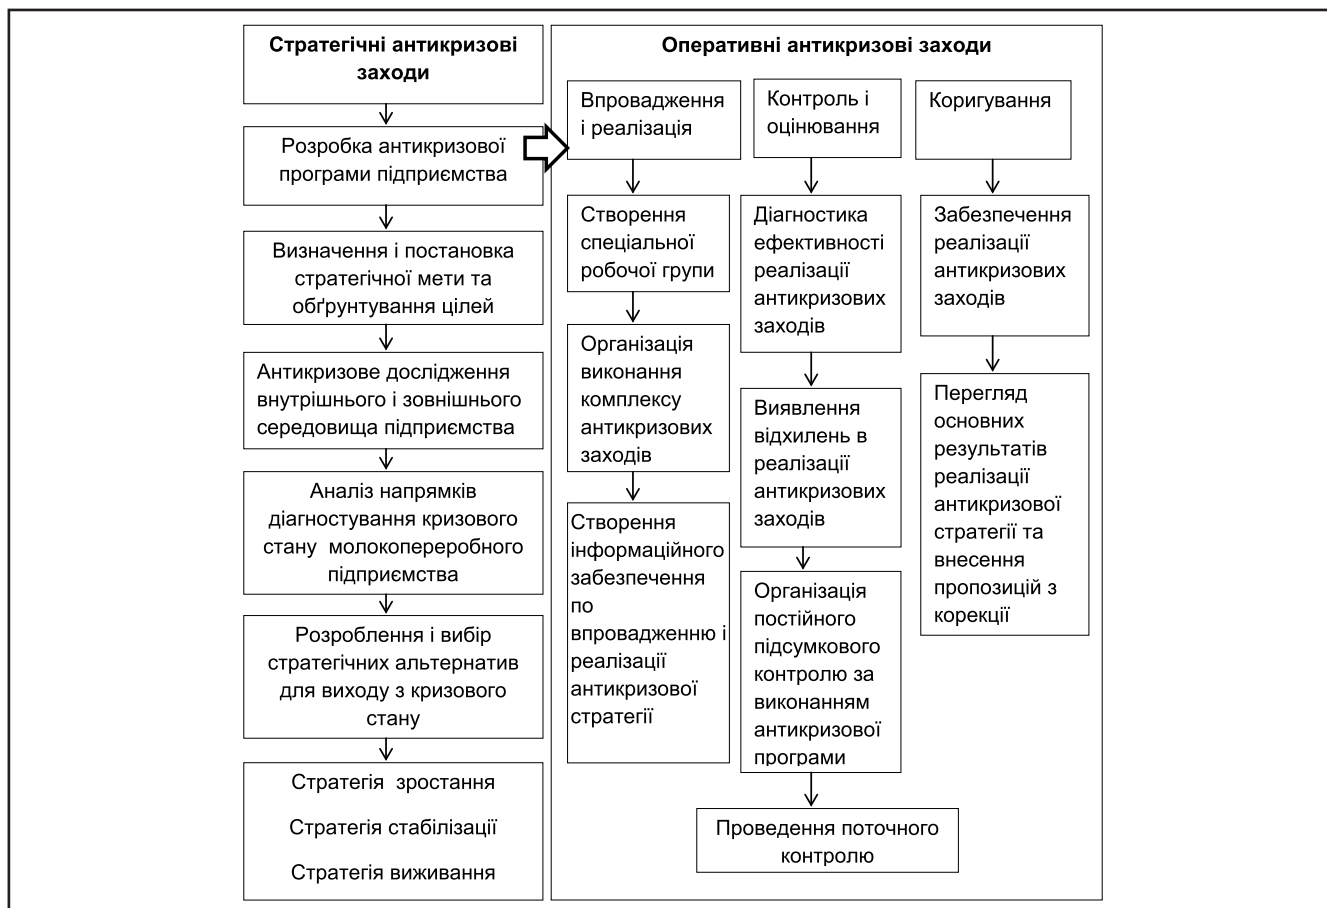 Стратегічні антикризові
заходи
Розробка антикризової
програми підприємства
Визначення і постановка
стратегічної мети та
обґрунтування цілей
Антикризове дослідження
внутрішнього і зовнішнього
середовища підприємства
Аналіз напрямків
діагностування кризового
стану молокопереробного
підприємства
Розроблення і вибір
стратегічних альтернатив
для виходу з кризового
стану
Стратегія зростання
Стратегія стабілізації
Стратегія виживання
Оперативні антикризові заходи
Впровадження
і реалізація
Створення
спеціальної
робочої групи
Організація
виконання
комплексу
антикризових
заходів
Створення
інформаційного
забезпечення
по
впровадженню і
реалізації
антикризової
стратегії
Контроль і
оцінювання
Діагностика
ефективності
реалізації
антикризових
заходів
Виявлення
відхилень в
реалізації
антикризових
заходів
Організація
постійного
підсумкового
контролю за
виконанням
антикризової
програми
Проведення поточного
контролю
Коригування
Забезпечення
реалізації
антикризових
заходів
Перегляд
основних
результатів
реалізації
антикризової
стратегії та
внесення
пропозицій з
корекції